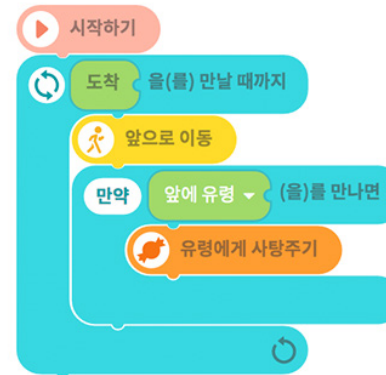 시작하기
도착 을(를) 만날 때까지
앞으로 이동
만약 앞에 유령 (을)를 만나면
유령에게 사탕주기